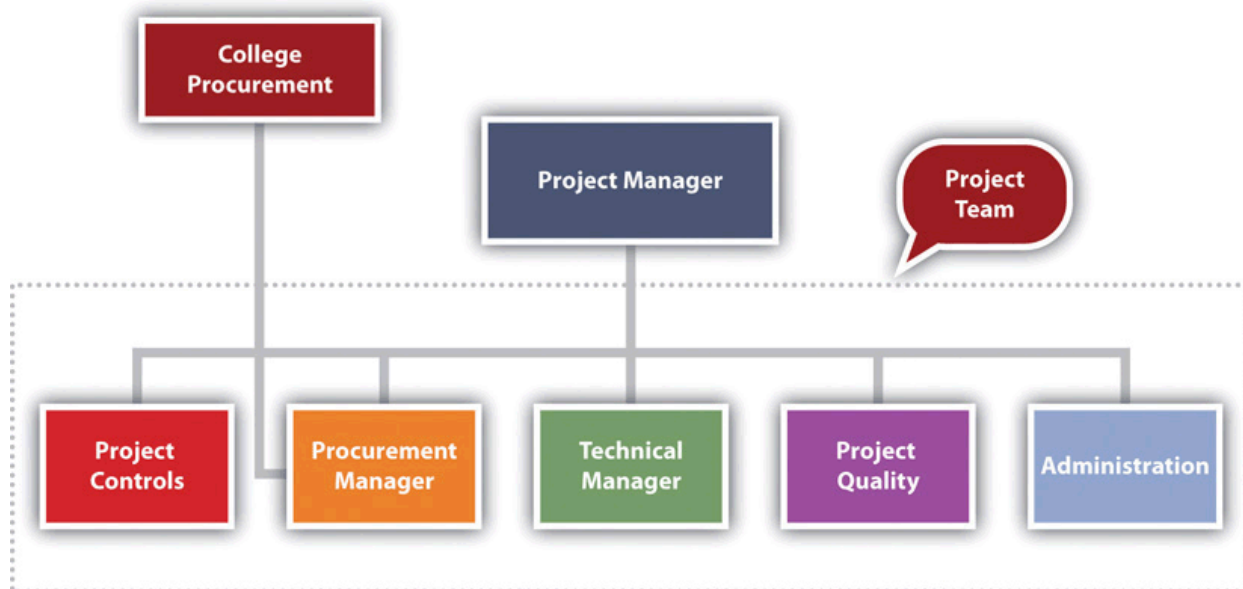 College
Procurement
Project Manager
Project
Team
Project
Controls
Procurement
Manager
Technical
Manager
Project
Quality
Administration